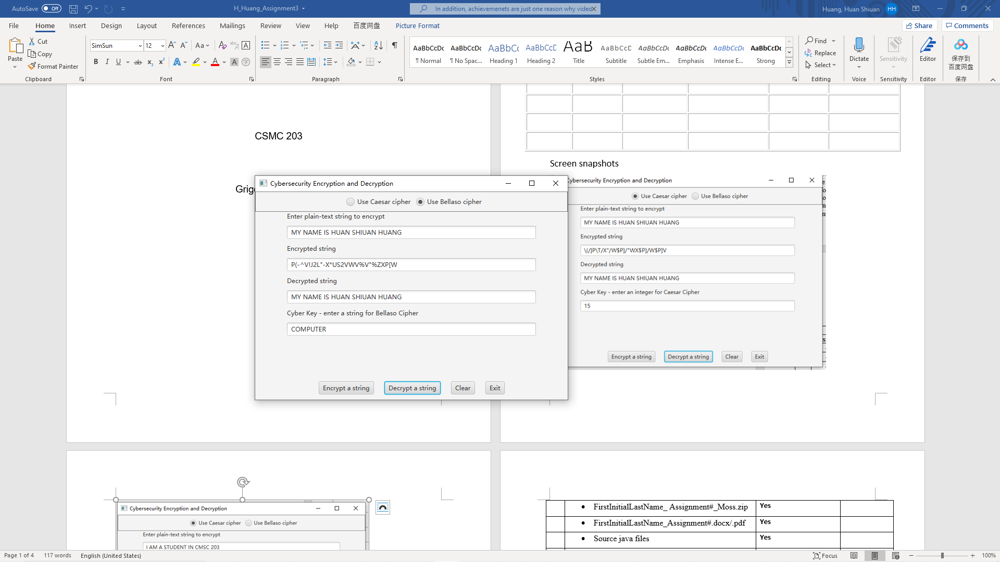 AutoSave Off
H_Huang_Assignment3
In addition, achievemenets are just one reason why video
Huang, Huan Shiuan HH
File Home Insert Design Layout References Mailings Review View Help 百度网盘 Picture Format
Share Comments
Paste
Cut
Copy
Format Painter
Clipboard
SimSun 12
Font
Paragraph
AaBbCcDc AaBbCcDc AaBbCc AaBbCcD AaB AaBbCcD AaBbCcDc AaBbCcDc AaBbCcDc AaBbCcDc
¶ Normal ¶ No Spac... Heading 1 Heading 2 Title Subtitle Subtle Em... Emphasis Intense E... Strong
Styles
Find
Replace
Select
Editing
Dictate
Voice
Sensitivity
Sensitivity
Editor
Editor
保存到
百度网盘
保存
CSMC 203
Screen snapshots
Cybersecurity Encryption and Decryption
Use Caesar cipher Use Bellaso cipher
Enter plain-text string to encrypt
MY NAME IS HUAN SHIUAN HUANG
Encrypted string
P(-^V!J2L"-X*US2VWV%V"%ZXP[W
Decrypted string
MY NAME IS HUAN SHIUAN HUANG
Cyber Key - enter a string for Bellaso Cipher
COMPUTER
Encrypt a string Decrypt a string Clear Exit
Cybersecurity Encryption and Decryption
Use Caesar cipher Use Bellaso cipher
Enter plain-text string to encrypt
MY NAME IS HUAN SHIUAN HUANG
Encrypted string
\(/]P\T/X"/W$P]/"WX$P]/W$P]V
Decrypted string
MY NAME IS HUAN SHIUAN HUANG
Cyber Key - enter an integer for Caesar Cipher
15
Encrypt a string Decrypt a string Clear Exit
Cybersecurity Encryption and Decryption
Use Caesar cipher Use Bellaso cipher
Enter plain-text string to encrypt
I AM A STUDENT IN CMSC 203
• FirstInitialLastName_ Assignment#_Moss.zip Yes
• FirstInitialLastName_Assignment#.docx/.pdf Yes
• Source java files Yes
Page 1 of 4 117 words English (United States)
Focus 100%